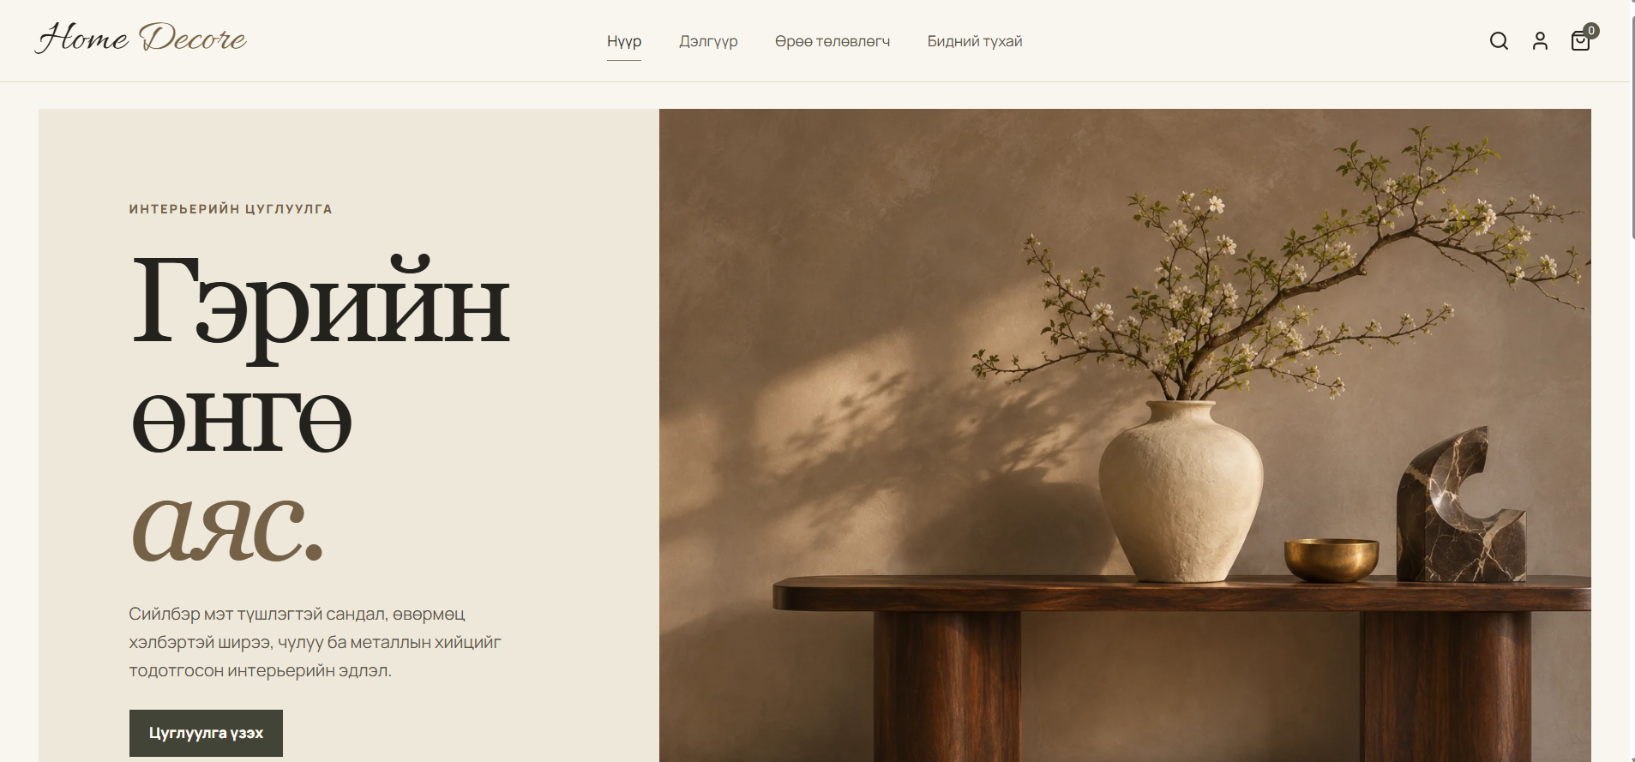 Home Decore
Нүүр
Дэлгүүр
Өрөө төлөвлөгч
Бидний тухай
0
ИНТЕРЬЕРИЙН ЦУГЛУУЛГА
Гэрийн
өнгө
аяс.
Сийлбэр мэт түшлэгтэй сандал, өвөрмөц
хэлбэртэй ширээ, чулуу ба металлын хийцийг
тодотгосон интерьерийн эдлэл.
Цуглуулга үзэх